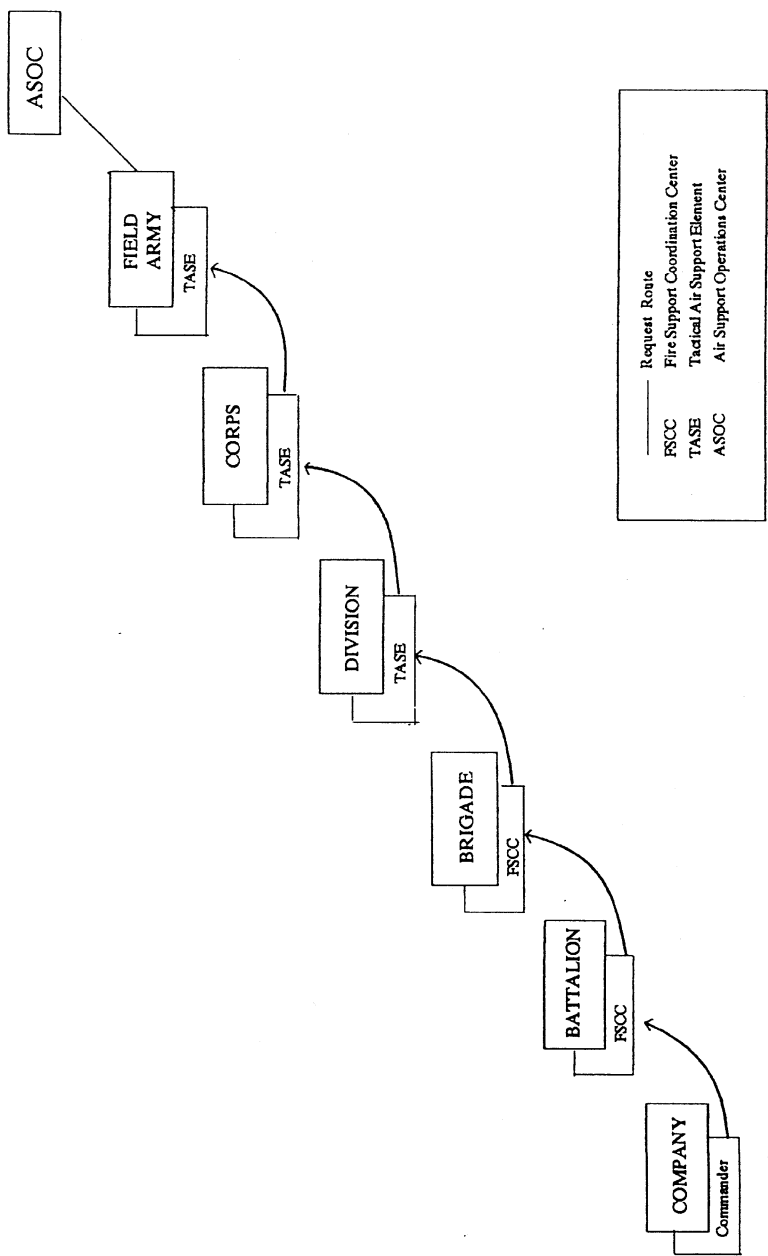 COMPANY
Commander
BATTALION
FSCC
BRIGADE
FSCC
DIVISION
TASE
CORPS
TASE
FIELD
ARMY
TASE
ASOC
Request Route
FSCC Fire Support Coordination Center
TASE Tactical Air Support Element
ASOC Air Support Operations Center